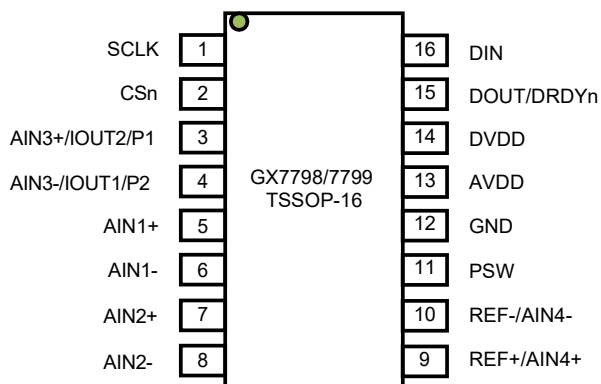 SCLK 1 16 DIN
CSn 2 15 DOUT/DRDYn
AIN3+/IOUT2/P1 3 14 DVDD
AIN3-/IOUT1/P2 4 GX7798/7799 13 AVDD
TSSOP-16
AIN1+ 5 12 GND
AIN1- 6 11 PSW
AIN2+ 7 10 REF-/AIN4-
AIN2- 8 9 REF+/AIN4+